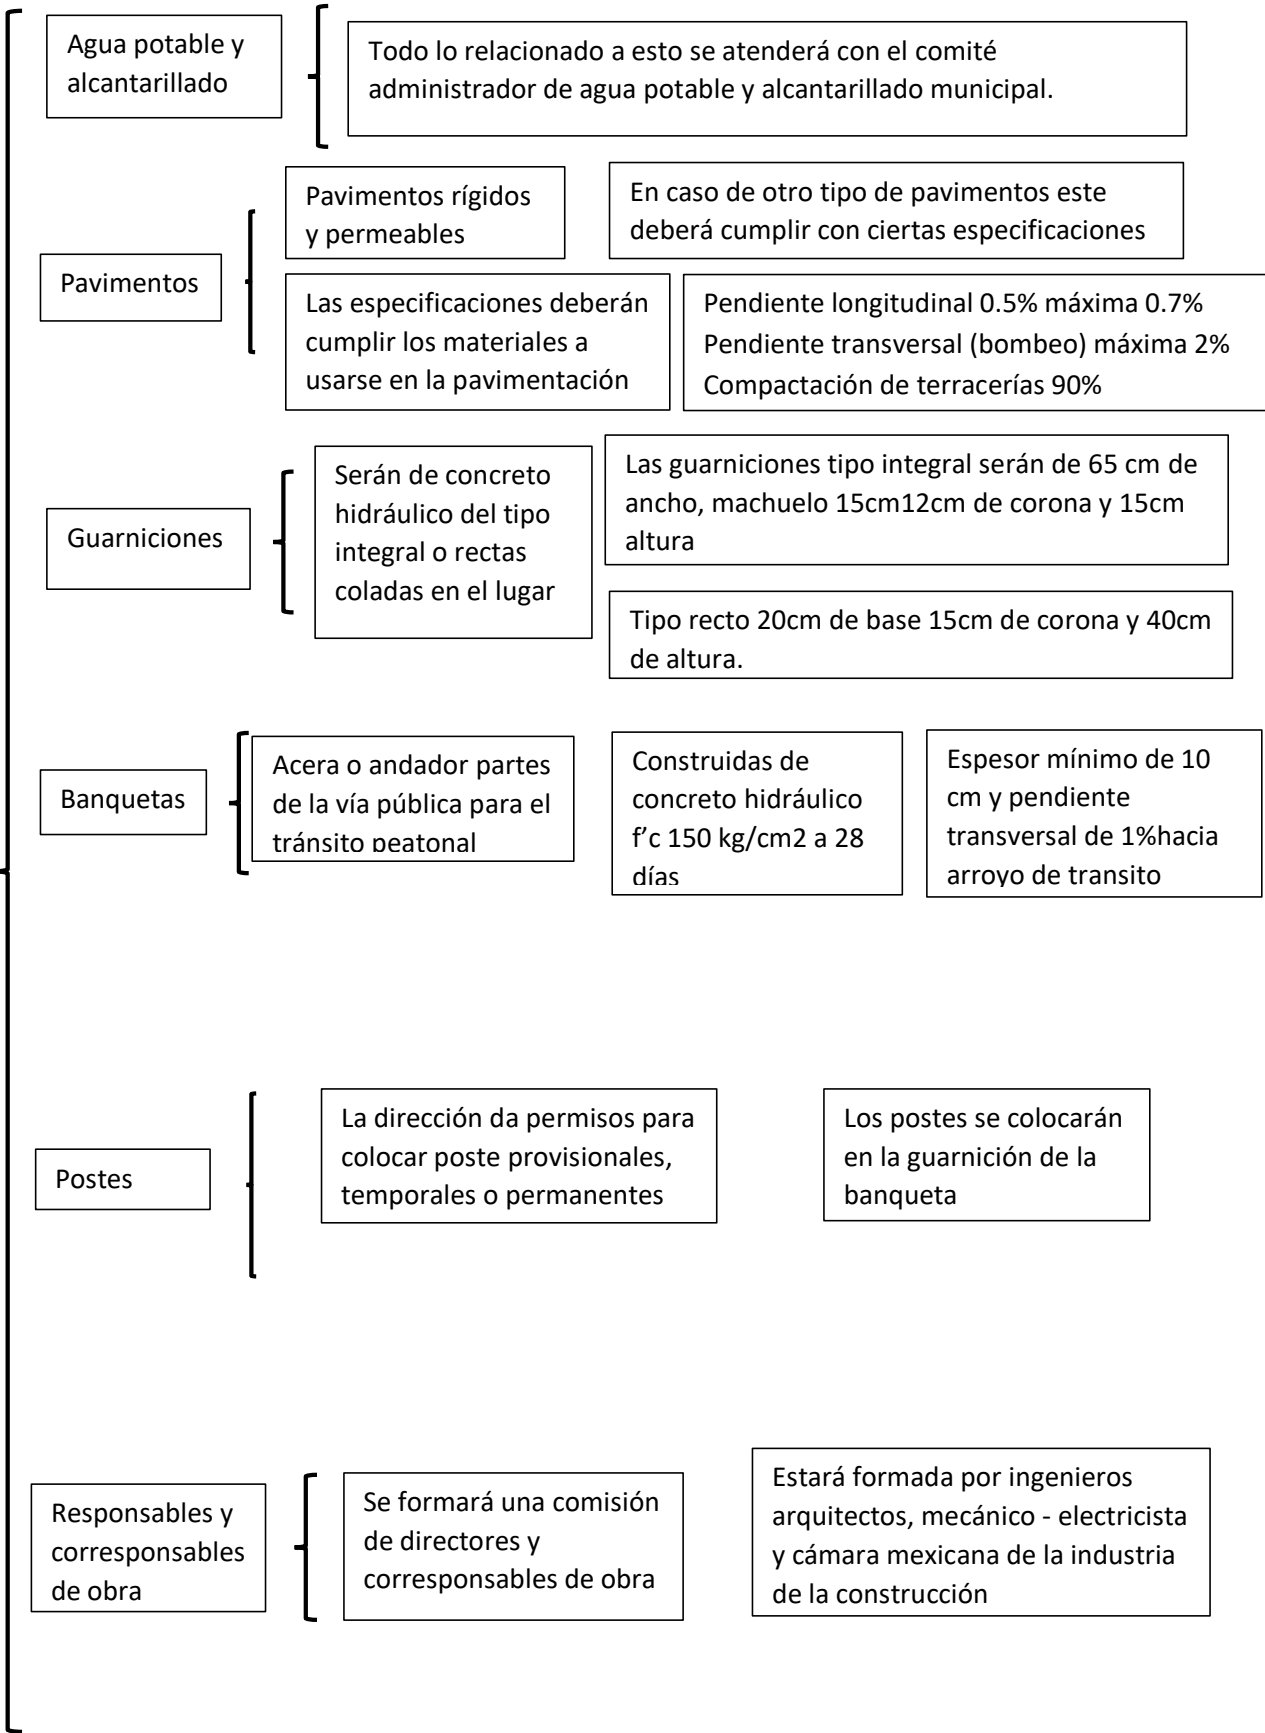 Agua potable y
alcantarillado
Todo lo relacionado a esto se atenderá con el comité
administrador de agua potable y alcantarillado municipal.
Pavimentos
Pavimentos rígidos
y permeables
En caso de otro tipo de pavimentos este
deberá cumplir con ciertas especificaciones
Las especificaciones deberán
cumplir los materiales a
usarse en la pavimentación
Pendiente longitudinal 0.5% máxima 0.7%
Pendiente transversal (bombeo) máxima 2%
Compactación de terracerías 90%
Guarniciones
Serán de concreto
hidráulico del tipo
integral o rectas
coladas en el lugar
Las guarniciones tipo integral serán de 65 cm de
ancho, machuelo 15cm12cm de corona y 15cm
altura
Tipo recto 20cm de base 15cm de corona y 40cm
de altura.
Banquetas
Acera o andador partes
de la vía pública para el
tránsito peatonal
Construidas de
concreto hidráulico
f’c 150 kg/cm2 a 28
días
Espesor mínimo de 10
cm y pendiente
transversal de 1%hacia
arroyo de transito
Postes
La dirección da permisos para
colocar poste provisionales,
temporales o permanentes
Los postes se colocarán
en la guarnición de la
banqueta
Responsables y
corresponsables
de obra
Se formará una comisión
de directores y
corresponsables de obra
Estará formada por ingenieros
arquitectos, mecánico - electricista
y cámara mexicana de la industria
de la construcción